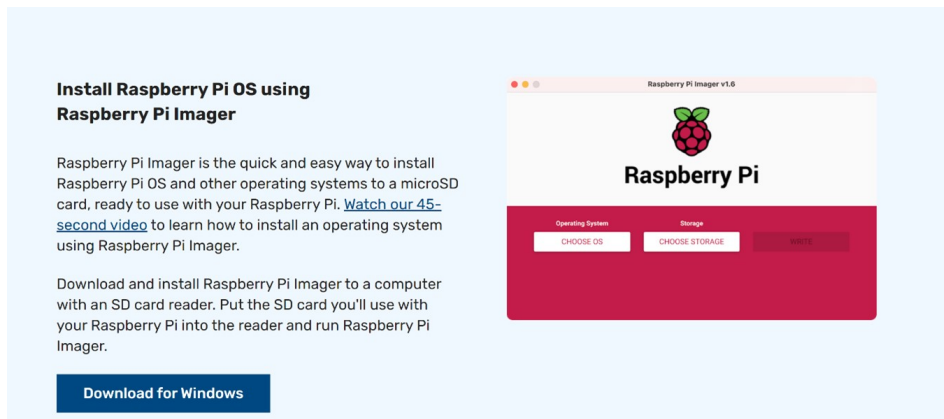 Install Raspberry Pi OS using
Raspberry Pi Imager
Raspberry Pi Imager is the quick and easy way to install
Raspberry Pi OS and other operating systems to a microSD
card, ready to use with your Raspberry Pi. Watch our 45-
second video to learn how to install an operating system
using Raspberry Pi Imager.
Download and install Raspberry Pi Imager to a computer
with an SD card reader. Put the SD card you'll use with
your Raspberry Pi into the reader and run Raspberry Pi
Imager.
Download for Windows
Raspberry Pi Imager v1.6
Raspberry Pi
Operating System Storage
CHOOSE OS CHOOSE STORAGE WRITE